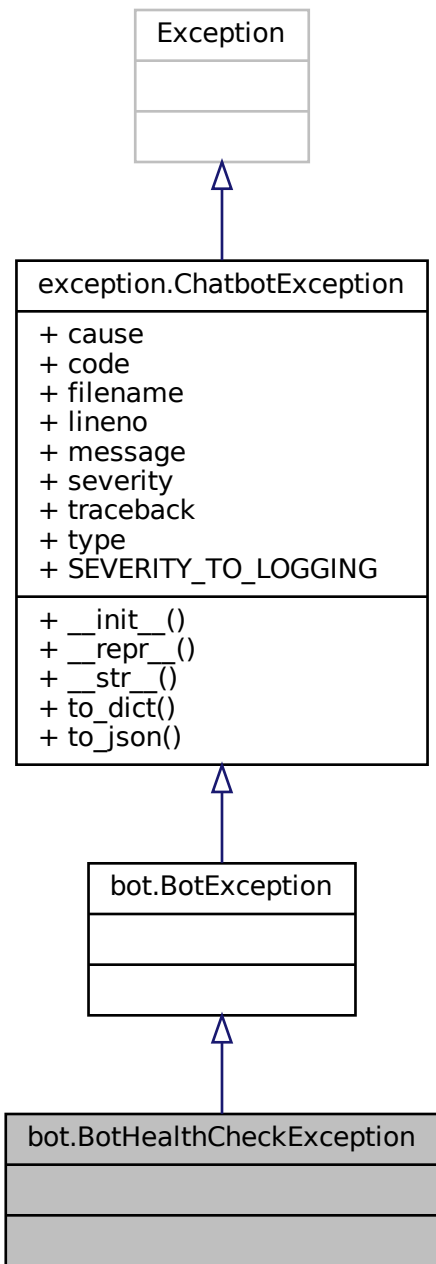 Exception
exception.ChatbotException
+ cause
+ code
+ filename
+ lineno
+ message
+ severity
+ traceback
+ type
+ SEVERITY_TO_LOGGING
+ __init__()
+ __repr__()
+ __str__()
+ to_dict()
+ to_json()
bot.BotException
bot.BotHealthCheckException